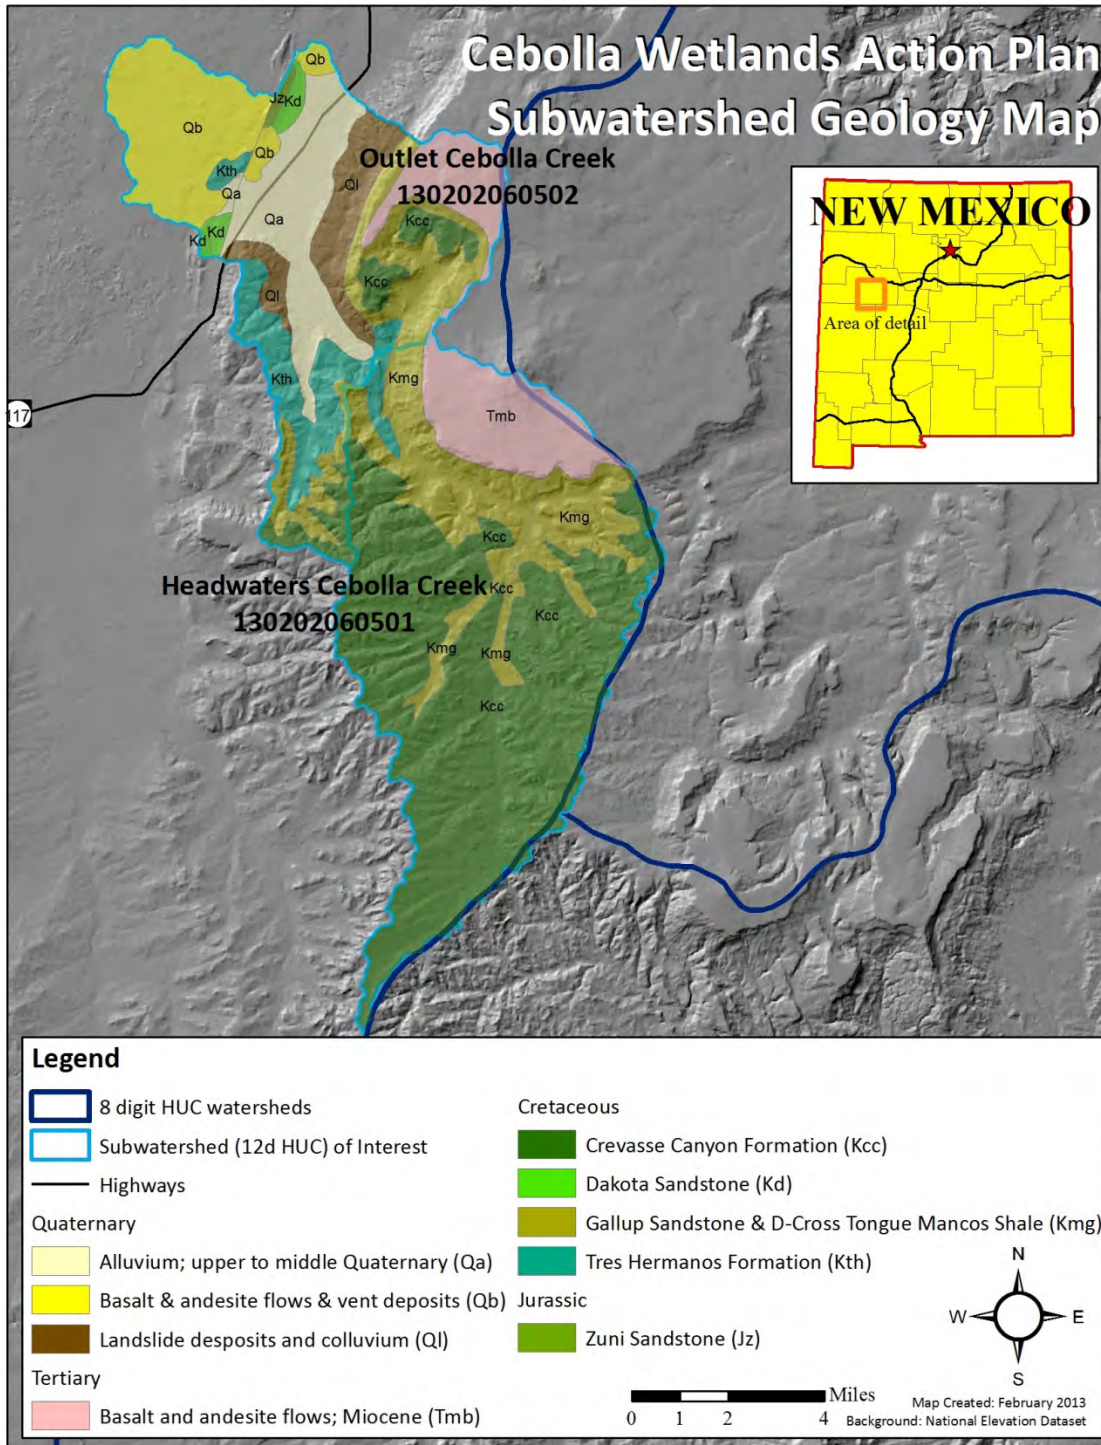 Cebolla Wetlands Action Plan
Subwatershed Geology Map
Qb
Jz
Kd
Qb
Qb
Kth
Qa
Qa
Ql
Outlet Cebolla Creek
130202060502
Kcc
Kd
Kd
Kcc
Ql
Kth
Kmg
Tmb
117
NEW MEXICO
Area of detail
Kmg
Kcc
Headwaters Cebolla Creek
130202060501
Kcc
Kcc
Kmg
Kmg
Kcc
Legend
8 digit HUC watersheds
Subwatershed (12d HUC) of Interest
Highways
Quaternary
Alluvium; upper to middle Quaternary (Qa)
Basalt & andesite flows & vent deposits (Qb)
Landslide desposits and colluvium (Ql)
Tertiary
Basalt and andesite flows; Miocene (Tmb)
Cretaceous
Crevasse Canyon Formation (Kcc)
Dakota Sandstone (Kd)
Gallup Sandstone & D-Cross Tongue Mancos Shale (Kmg)
Tres Hermanos Formation (Kth)
Jurassic
Zuni Sandstone (Jz)
N
W
E
S
Miles
0 1 2 4
Map Created: February 2013
Background: National Elevation Dataset